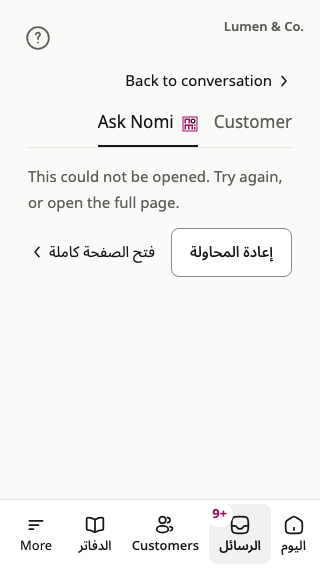 Lumen & Co.
Back to conversation
Customer
Ask Nomi
This could not be opened. Try again,
or open the full page.
إعادة المحاولة
فتح الصفحة كاملة
اليوم
9+
الرسائل
Customers
الدفاتر
More